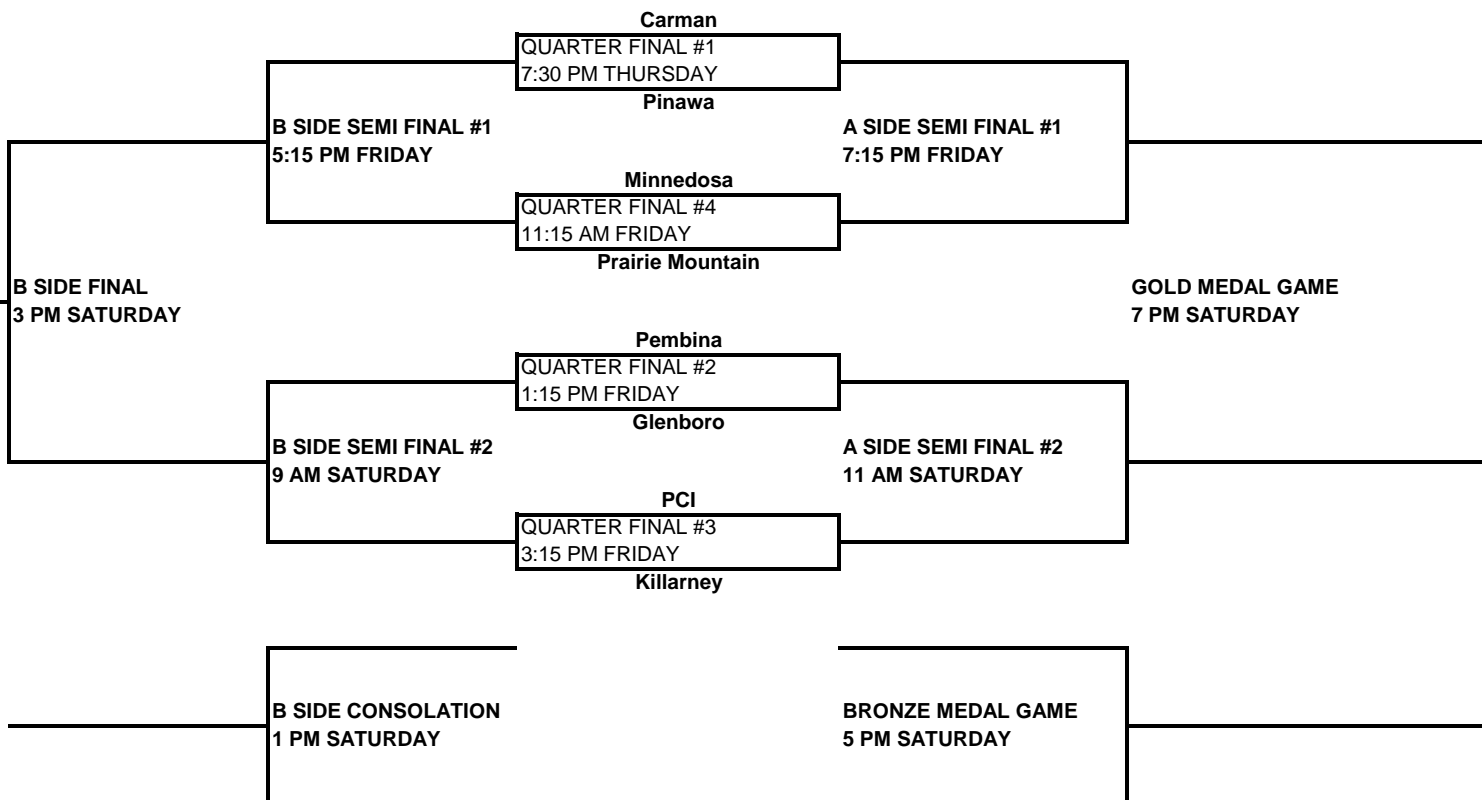 Carman
QUARTER FINAL #1
7:30 PM THURSDAY
Pinawa
B SIDE SEMI FINAL #1
5:15 PM FRIDAY
A SIDE SEMI FINAL #1
7:15 PM FRIDAY
Minnedosa
QUARTER FINAL #4
11:15 AM FRIDAY
Prairie Mountain
B SIDE FINAL
3 PM SATURDAY
GOLD MEDAL GAME
7 PM SATURDAY
Pembina
QUARTER FINAL #2
1:15 PM FRIDAY
Glenboro
B SIDE SEMI FINAL #2
9 AM SATURDAY
A SIDE SEMI FINAL #2
11 AM SATURDAY
PCI
QUARTER FINAL #3
3:15 PM FRIDAY
Killarney
B SIDE CONSOLATION
1 PM SATURDAY
BRONZE MEDAL GAME
5 PM SATURDAY